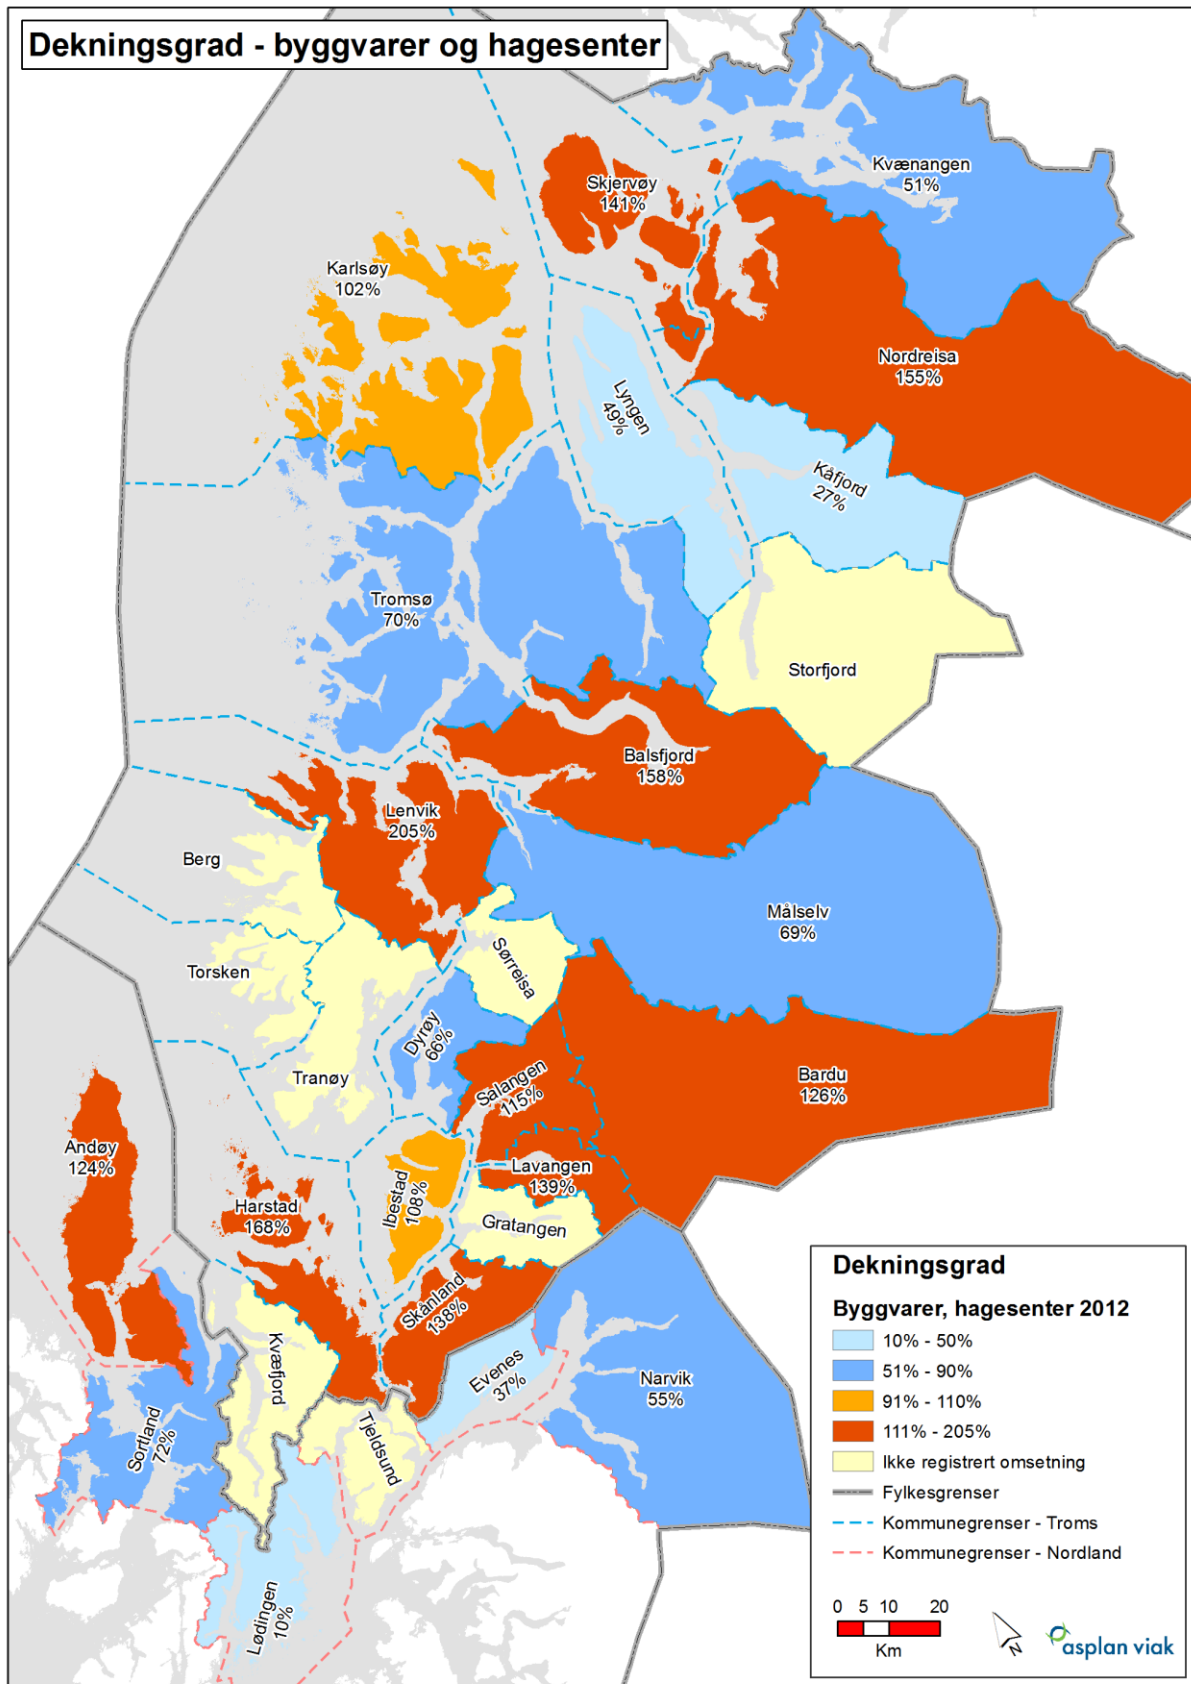 Dekningsgrad - byggvarer og hagesenter
Kvænangen
51%
Skjervøy
141%
Karlsøy
102%
Nordreisa
155%
Lyngen
49%
Kåfjord
27%
Tromsø
70%
Storfjord
Balsfjord
158%
Lenvik
205%
Berg
Målselv
69%
Torsken
Sørreisa
Dyrøy
66%
Tranøy
Salangen
115%
Bardu
126%
Andøy
124%
Lavangen
139%
Harstad
168%
Ibestad
108%
Gratangen
Skånland
138%
Kvæfjord
Evenes
37%
Narvik
55%
Sortland
72%
Tjeldsund
Lødingen
10%
Dekningsgrad
Byggvarer, hagesenter 2012
10% - 50%
51% - 90%
91% - 110%
111% - 205%
Ikke registrert omsetning
Fylkesgrenser
Kommunegrenser - Troms
Kommunegrenser - Nordland
0 5 10 20
Km
N
asplan viak